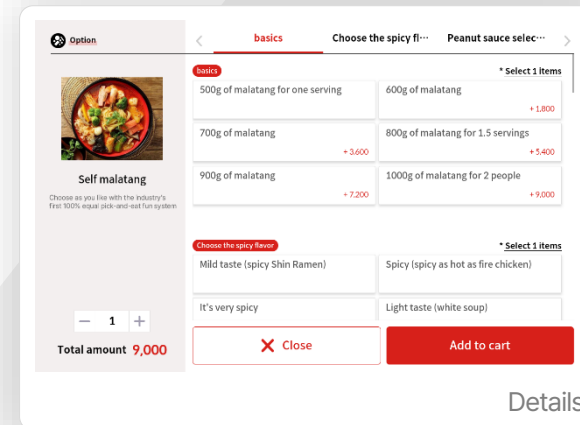 Option
basics
Choose the spicy fl···
Peanut sauce selec···
basics
* Select 1 items
500g of malatang for one serving
600g of malatang
+ 1,800
700g of malatang
+ 3,600
800g of malatang for 1.5 servings
+ 5,400
900g of malatang
+ 7,200
1000g of malatang for 2 people
+ 9,000
Self malatang
Choose as you like with the industry's
first 100% equal pick-and-eat fun system
Choose the spicy flavor
* Select 1 items
Mild taste (spicy Shin Ramen)
Spicy (spicy as hot as fire chicken)
It's very spicy
Light taste (white soup)
1
Total amount 9,000
Close
Add to cart
Details